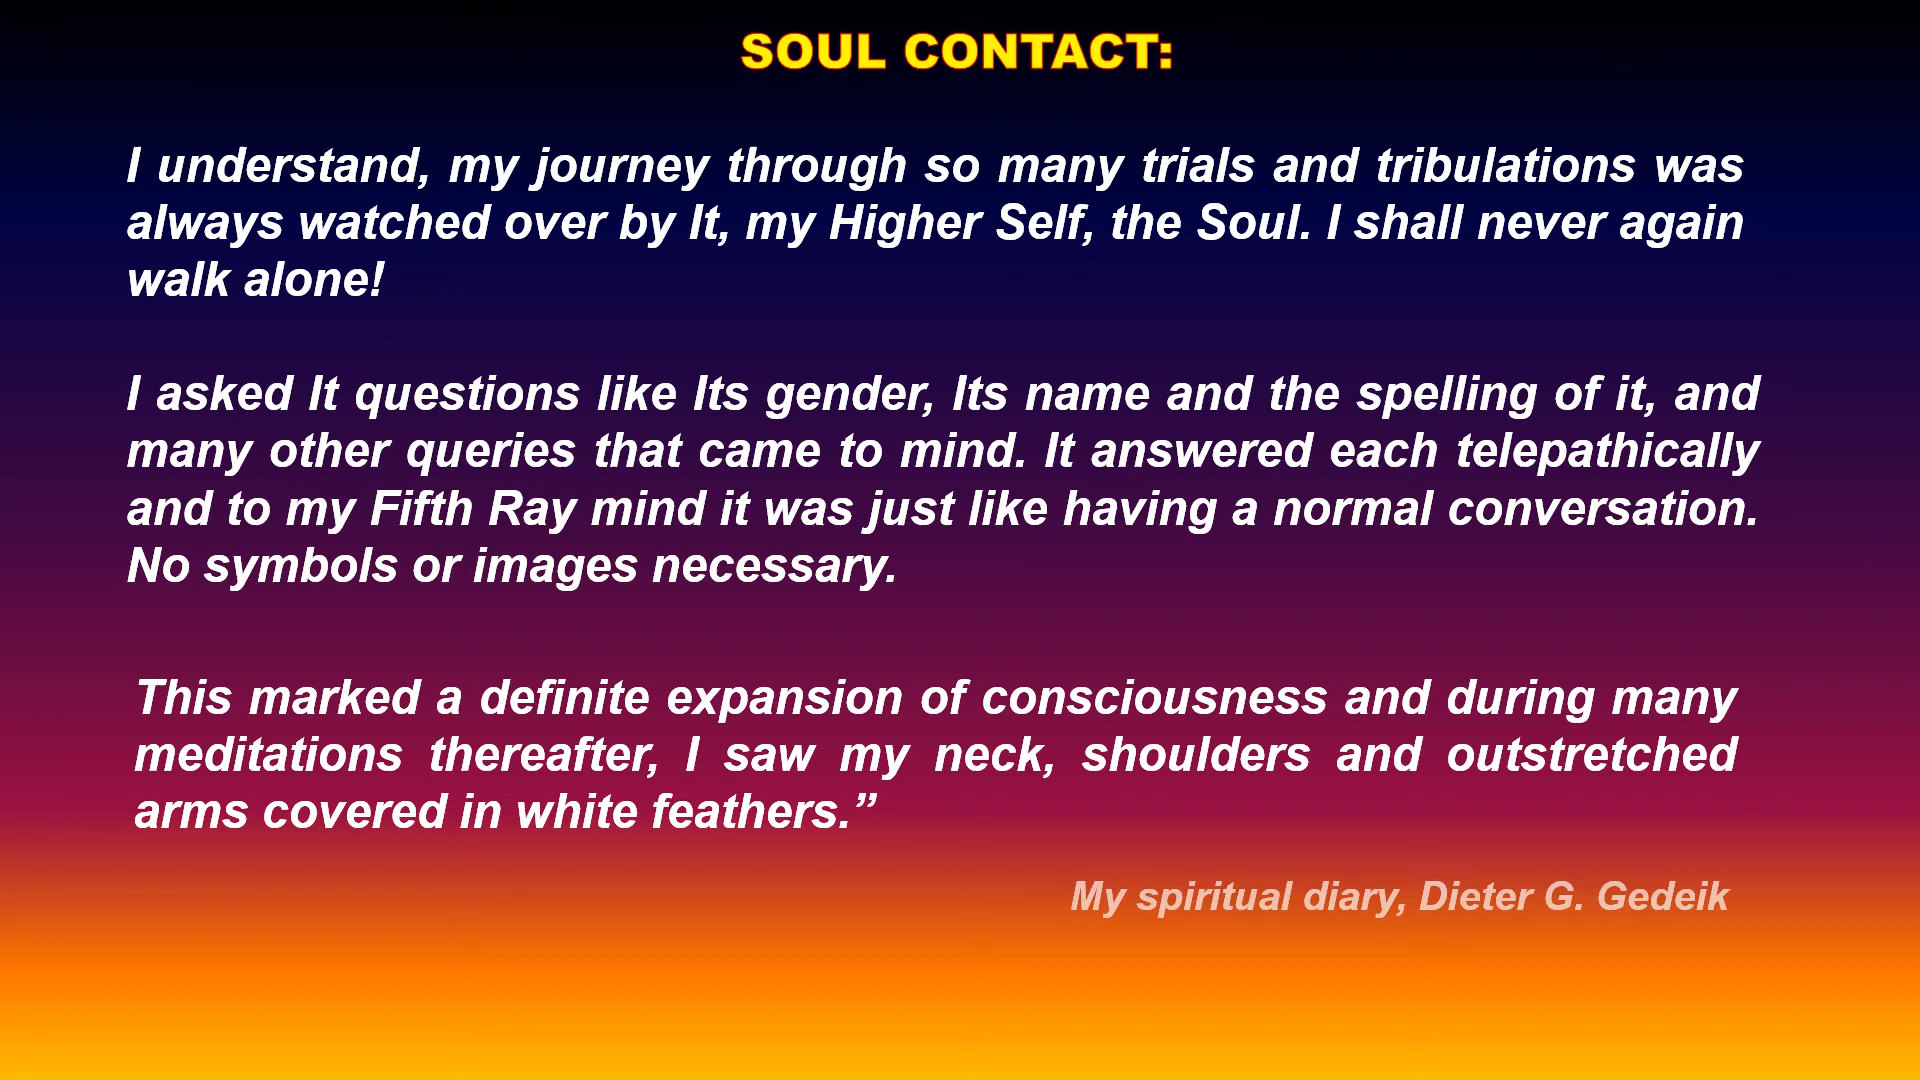 SOUL CONTACT:
I understand, my journey through so many trials and tribulations was
always watched over by It, my Higher Self, the Soul. I shall never again
walk alone!
I asked It questions like Its gender, Its name and the spelling of it, and
many other queries that came to mind. It answered each telepathically
and to my Fifth Ray mind it was just like having a normal conversation.
No symbols or images necessary.
This marked a definite expansion of consciousness and during many
meditations thereafter, I saw my neck, shoulders and outstretched
arms covered in white feathers.”
My spiritual diary, Dieter G. Gedeik